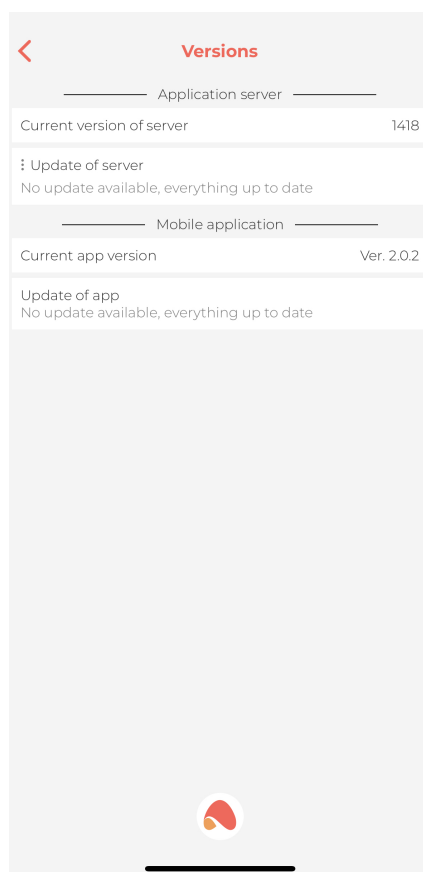 Versions
Application server
Current version of server 1418
Update of server
No update available, everything up to date
Mobile application
Current app version Ver. 2.0.2
Update of app
No update available, everything up to date